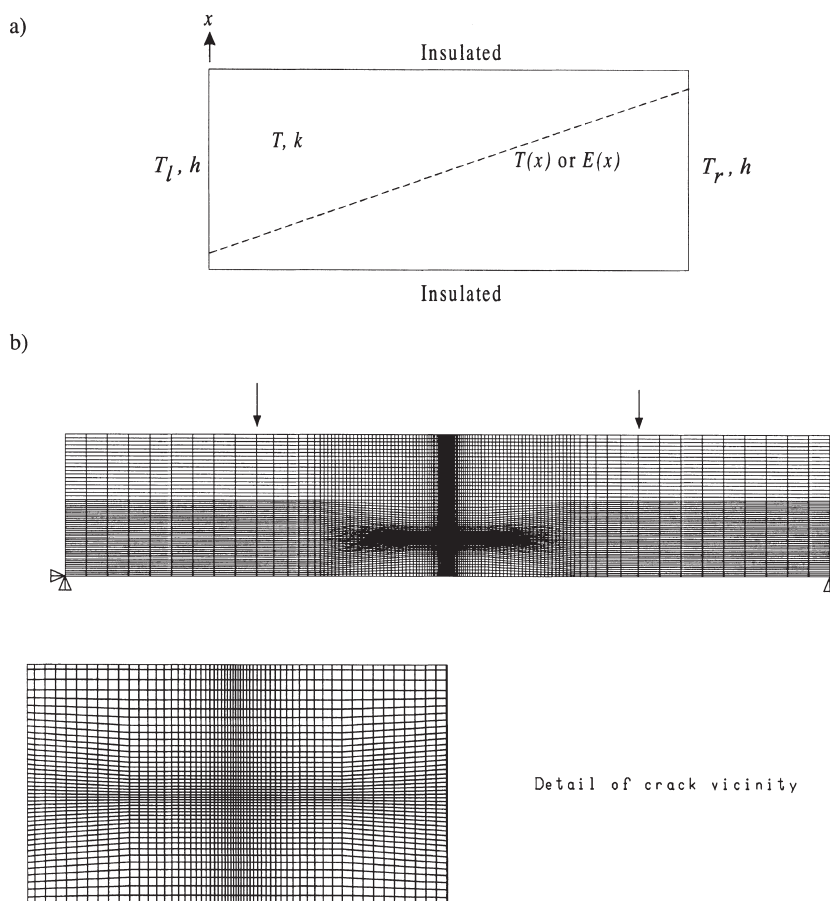 a)
x
Insulated
T, k
T(x) or E(x)
T_l, h
T_r, h
Insulated
b)
Detail of crack vicinity